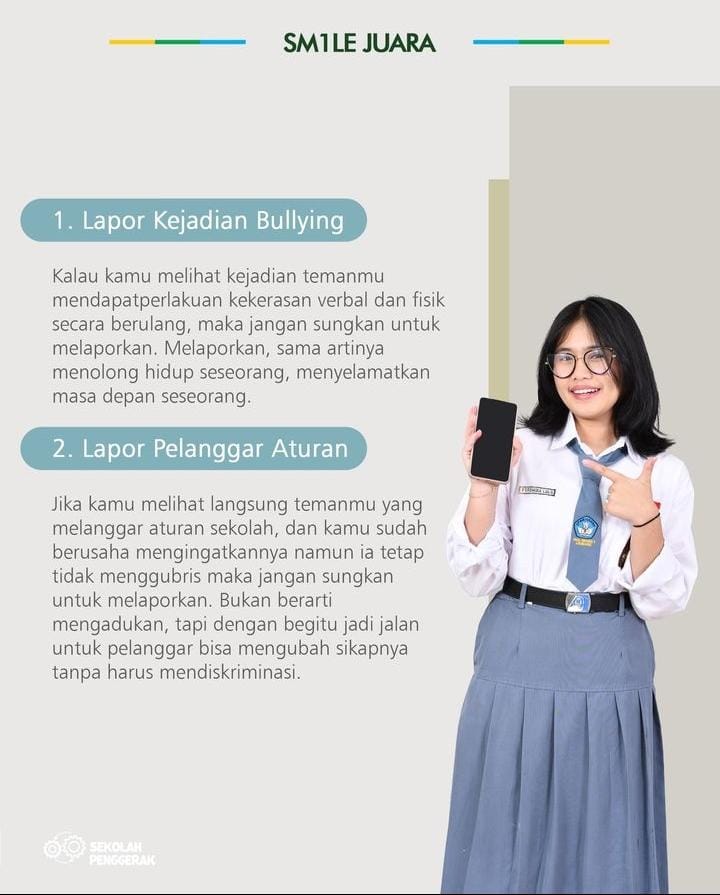 SM1LE JUARA
1. Lapor Kejadian Bullying
Kalau kamu melihat kejadian temanmu
mendapatperlakuan kekerasan verbal dan fisik
secara berulang, maka jangan sungkan untuk
melaporkan. Melaporkan, sama artinya
menolong hidup seseorang, menyelamatkan
masa depan seseorang.
2. Lapor Pelanggar Aturan
Jika kamu melihat langsung temanmu yang
melanggar aturan sekolah, dan kamu sudah
berusaha mengingatkannya namun ia tetap
tidak menggubris maka jangan sungkan
untuk melaporkan. Bukan berarti
mengadukan, tapi dengan begitu jadi jalan
untuk pelanggar bisa mengubah sikapnya
tanpa harus mendiskriminasi.
SEKOLAH
PENGGERAK